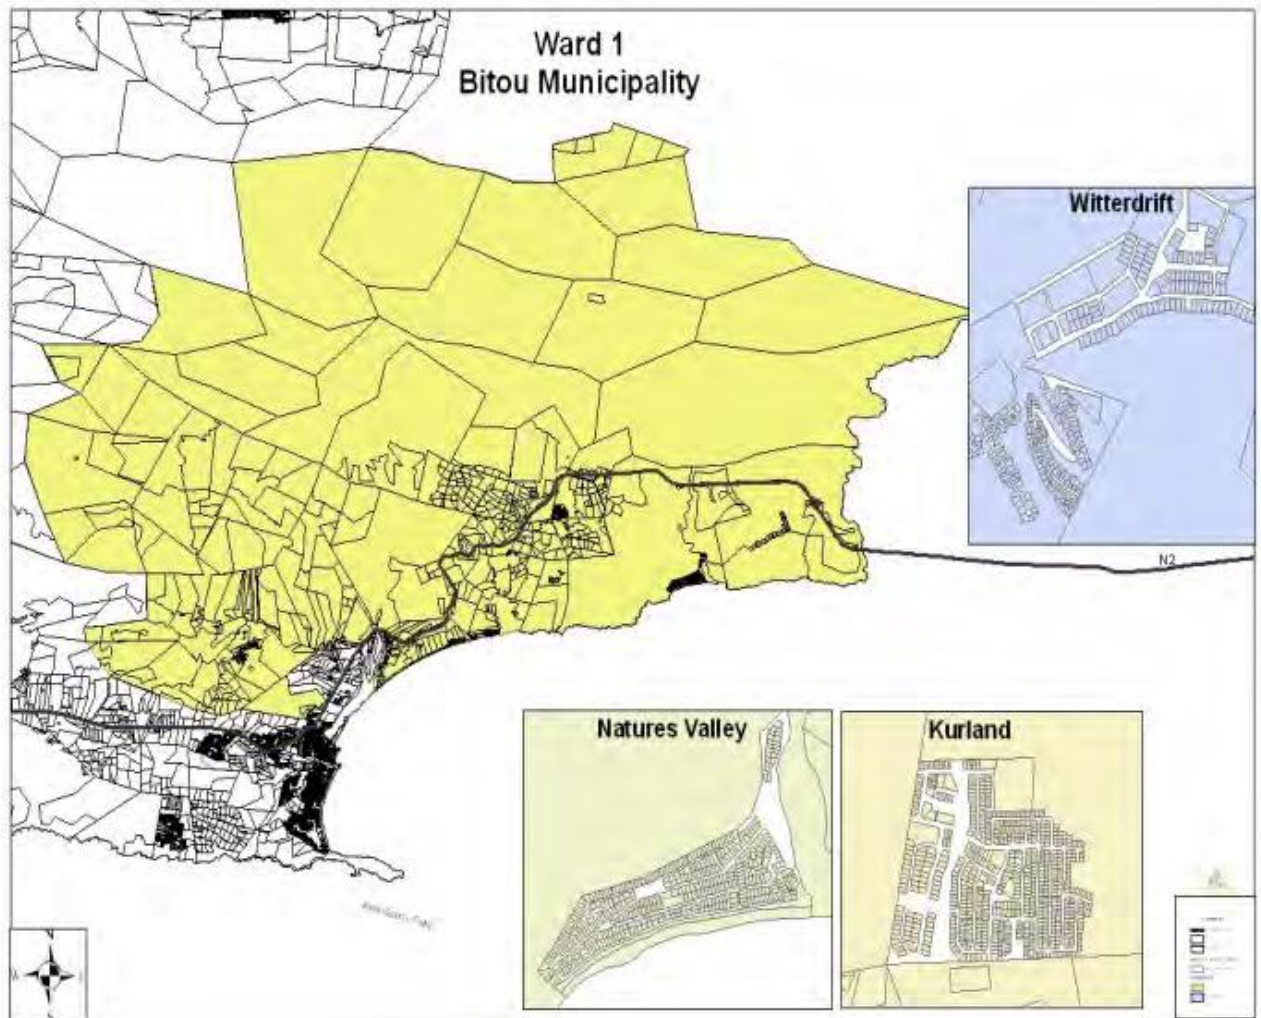 Ward 1
Bitou Municipality
Witterdrift
N2
Natures Valley
Kurland
N